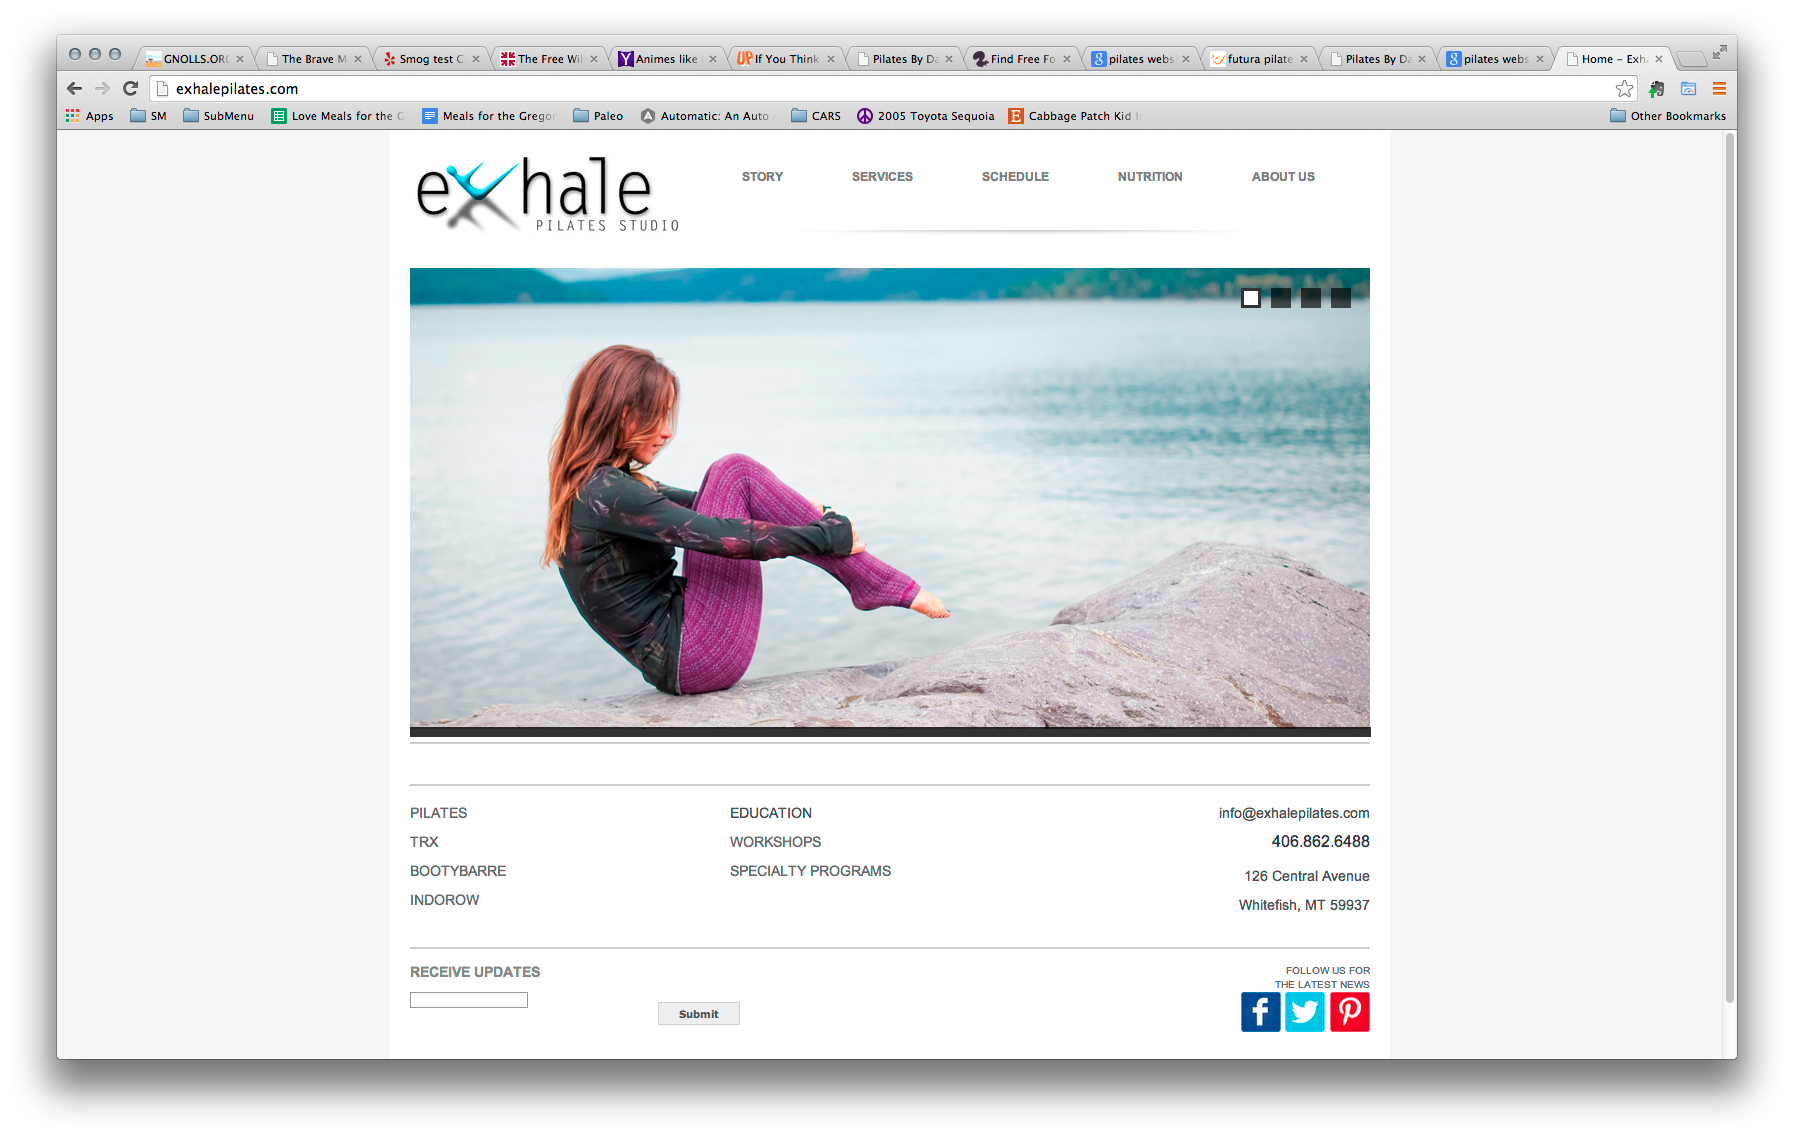 GNOLLS.ORG
The Brave M
Smog test C
The Free Wi
Animes like
If You Think
Pilates By Da
Find Free Fo
pilates webs
futura pilate
Pilates By Da
pilates webs
Home – Exha
exhalepilates.com
Apps
SM
SubMenu
Love Meals for the G
Meals for the Gregor
Paleo
Automatic: An Auto
CARS
2005 Toyota Sequoia
Cabbage Patch Kid
Other Bookmarks
exhale
PILATES STUDIO
STORY
SERVICES
SCHEDULE
NUTRITION
ABOUT US
PILATES
TRX
BOOTYBARRE
INDOROW
EDUCATION
WORKSHOPS
SPECIALTY PROGRAMS
info@exhalepilates.com
406.862.6488
126 Central Avenue
Whitefish, MT 59937
RECEIVE UPDATES
Submit
FOLLOW US FOR
THE LATEST NEWS